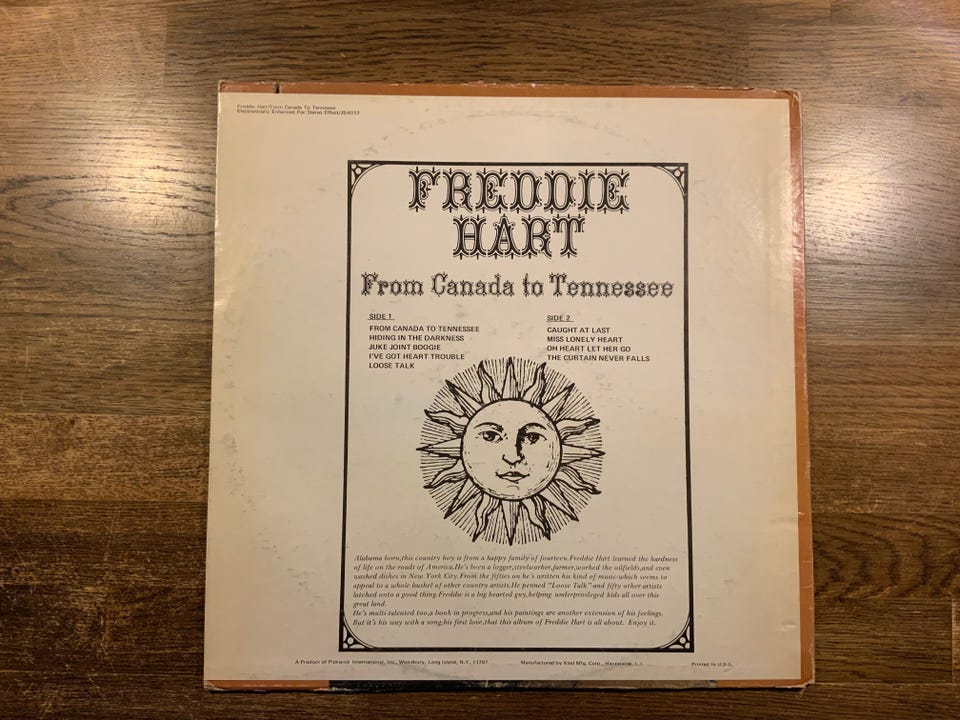 Freddie Hart/From Canada To Tennessee
Electronically Enhanced For Stereo Effect/JS-6117
FREDDIE
HART
From Canada to Tennessee
SIDE 1
FROM CANADA TO TENNESSEE
HIDING IN THE DARKNESS
JUKE JOINT BOOGIE
I'VE GOT HEART TROUBLE
LOOSE TALK
SIDE 2
CAUGHT AT LAST
MISS LONELY HEART
OH HEART LET HER GO
THE CURTAIN NEVER FALLS
Alabama born,this country boy is from a happy family of fourteen.Freddie Hart learned the hardness
of life on the roads of America.He's been a logger,steelworker,farmer,worked the oilfields,and even
washed dishes in New York City.From the fifties on he's written his kind of music-which seems to
appeal to a whole bushel of other country artists.He penned "Loose Talk"-and fifty other artists
latched onto a good thing.Freddie is a big hearted guy,helping underprivileged kids all over this
great land.
He's multi-talented too,a book in progress,and his paintings are another extension of his feelings.
But it's his way with a song,his first love,that this album of Freddie Hart is all about. Enjoy it.
A Product of Pickwick International, Inc., Woodbury, Long Island, N.Y. 11797
Manufactured by Keel Mfg. Corp., Hauppauge, L.I.
Printed in U.S.A.